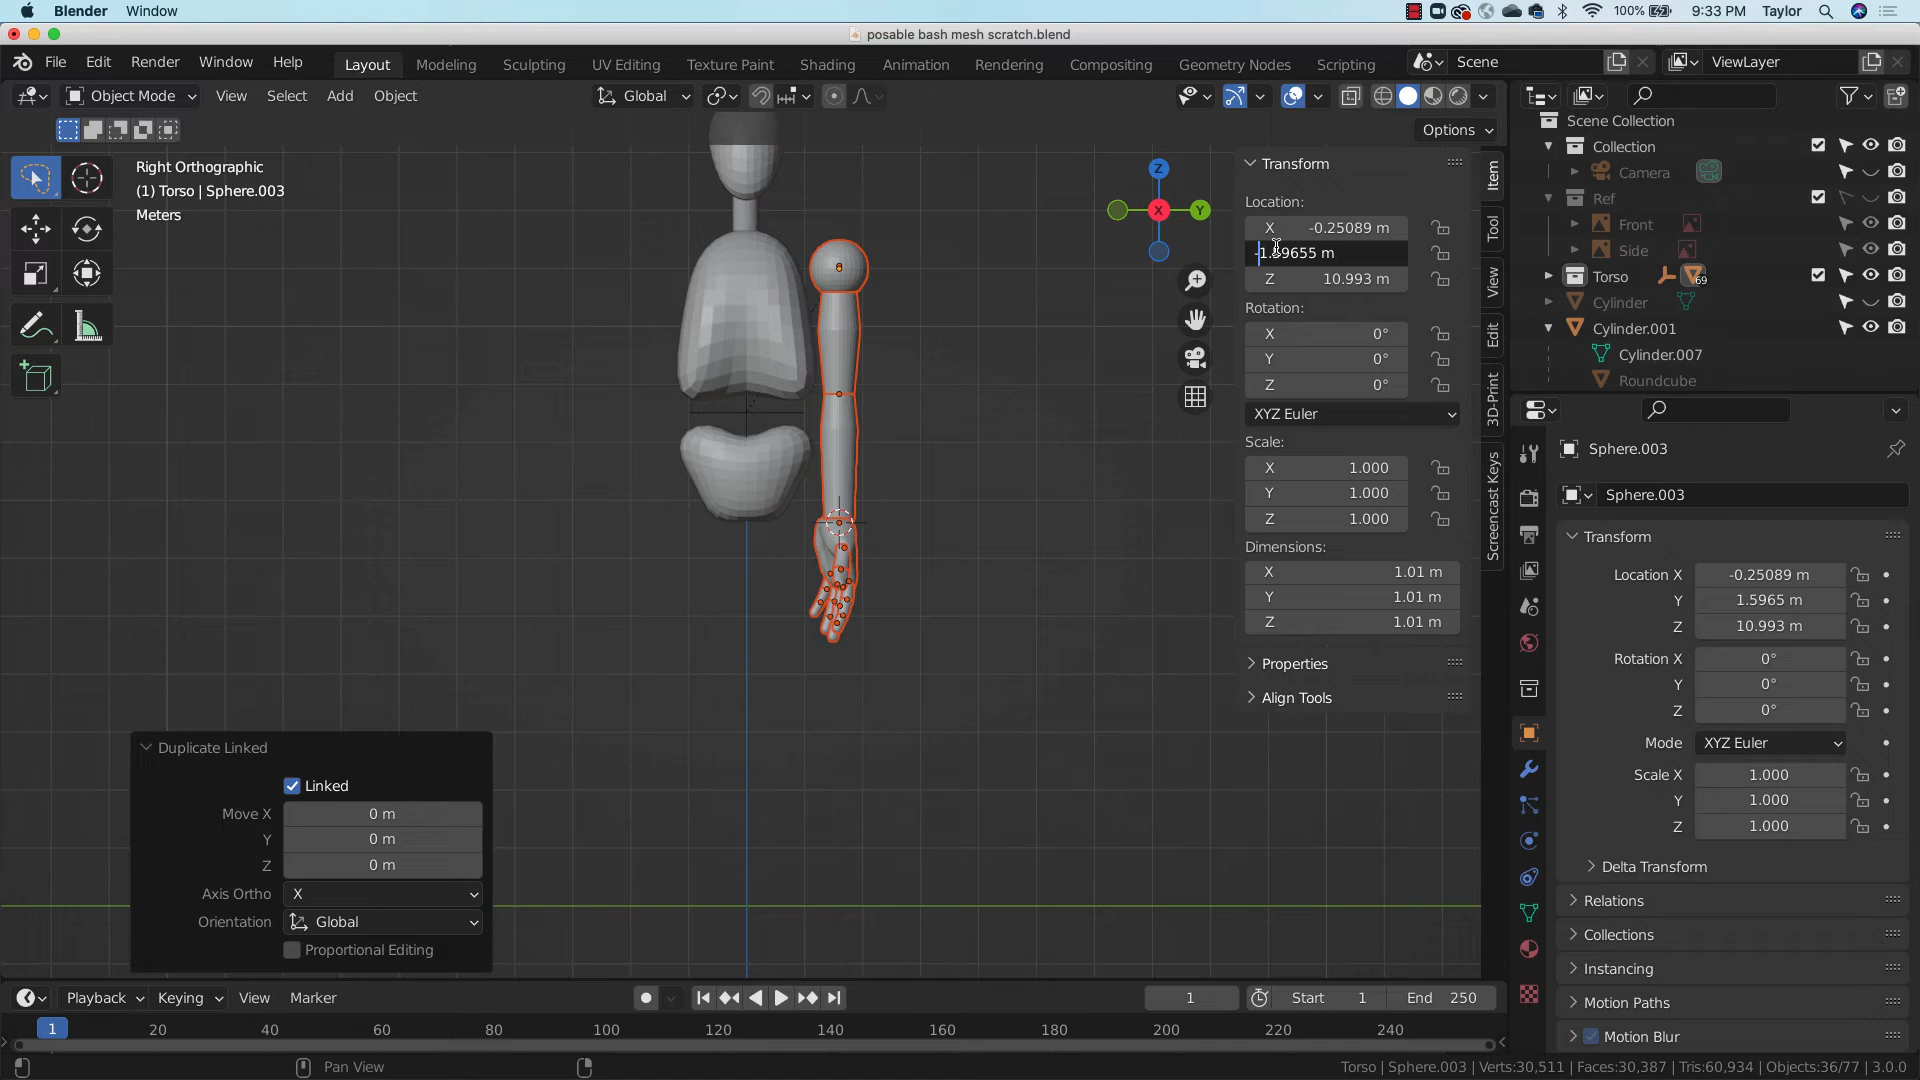 Blender Window 100% 9:33 PM Taylor
posable bash mesh scratch.blend
File Edit Render Window Help Layout Modeling Sculpting UV Editing Texture Paint Shading Animation Rendering Compositing Geometry Nodes Scripting Scene ViewLayer
Object Mode View Select Add Object Global
Options
Right Orthographic
(1) Torso | Sphere.003
Meters
Z
Y
X
Transform
Location:
X -0.25089 m
-1.59655 m
Z 10.993 m
Rotation:
X 0°
Y 0°
Z 0°
XYZ Euler
Scale:
X 1.000
Y 1.000
Z 1.000
Dimensions:
X 1.01 m
Y 1.01 m
Z 1.01 m
Properties
Align Tools
Item
Tool
View
Edit
3D-Print
Screencast Keys
Scene Collection
Collection
Camera
Ref
Front
Side
Torso 69
Cylinder
Cylinder.001
Cylinder.007
Roundcube
Sphere.003
Sphere.003
Transform
Location X -0.25089 m
Y 1.5965 m
Z 10.993 m
Rotation X 0°
Y 0°
Z 0°
Mode XYZ Euler
Scale X 1.000
Y 1.000
Z 1.000
Delta Transform
Relations
Collections
Instancing
Motion Paths
Motion Blur
Duplicate Linked
Linked
Move X 0 m
Y 0 m
Z 0 m
Axis Ortho X
Orientation Global
Proportional Editing
Playback Keying View Marker 1 Start 1 End 250
1 20 40 60 80 100 120 140 160 180 200 220 240
Pan View Torso | Sphere.003 | Verts:30,511 | Faces:30,387 | Tris:60,934 | Objects:36/77 | 3.0.0